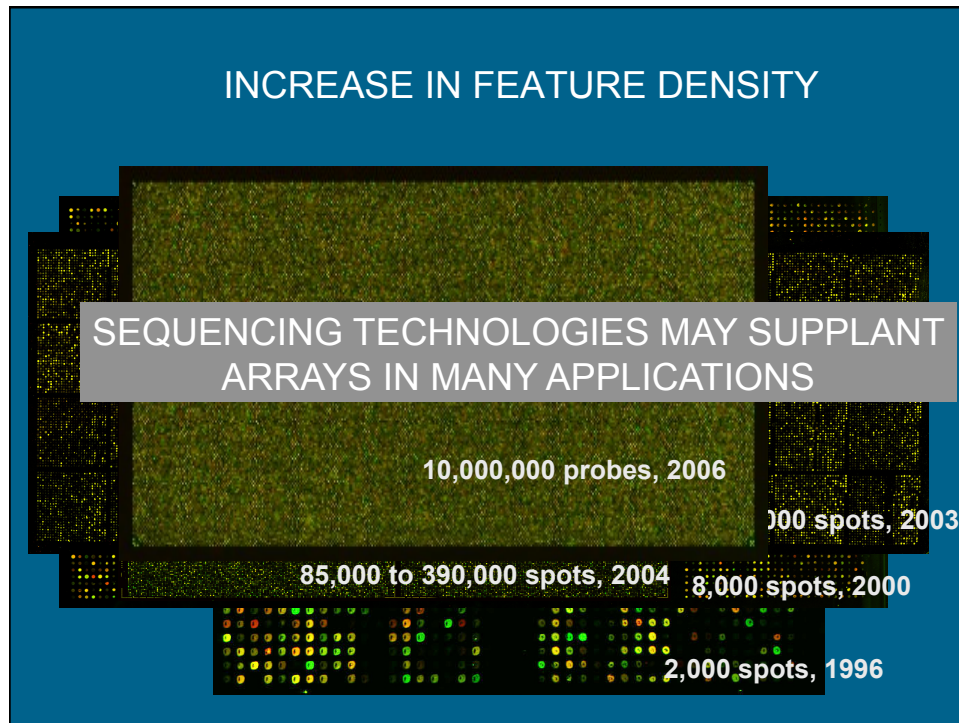 INCREASE IN FEATURE DENSITY
SEQUENCING TECHNOLOGIES MAY SUPPLANT
ARRAYS IN MANY APPLICATIONS
10,000,000 probes, 2006
000 spots, 2003
85,000 to 390,000 spots, 2004
8,000 spots, 2000
2,000 spots, 1996